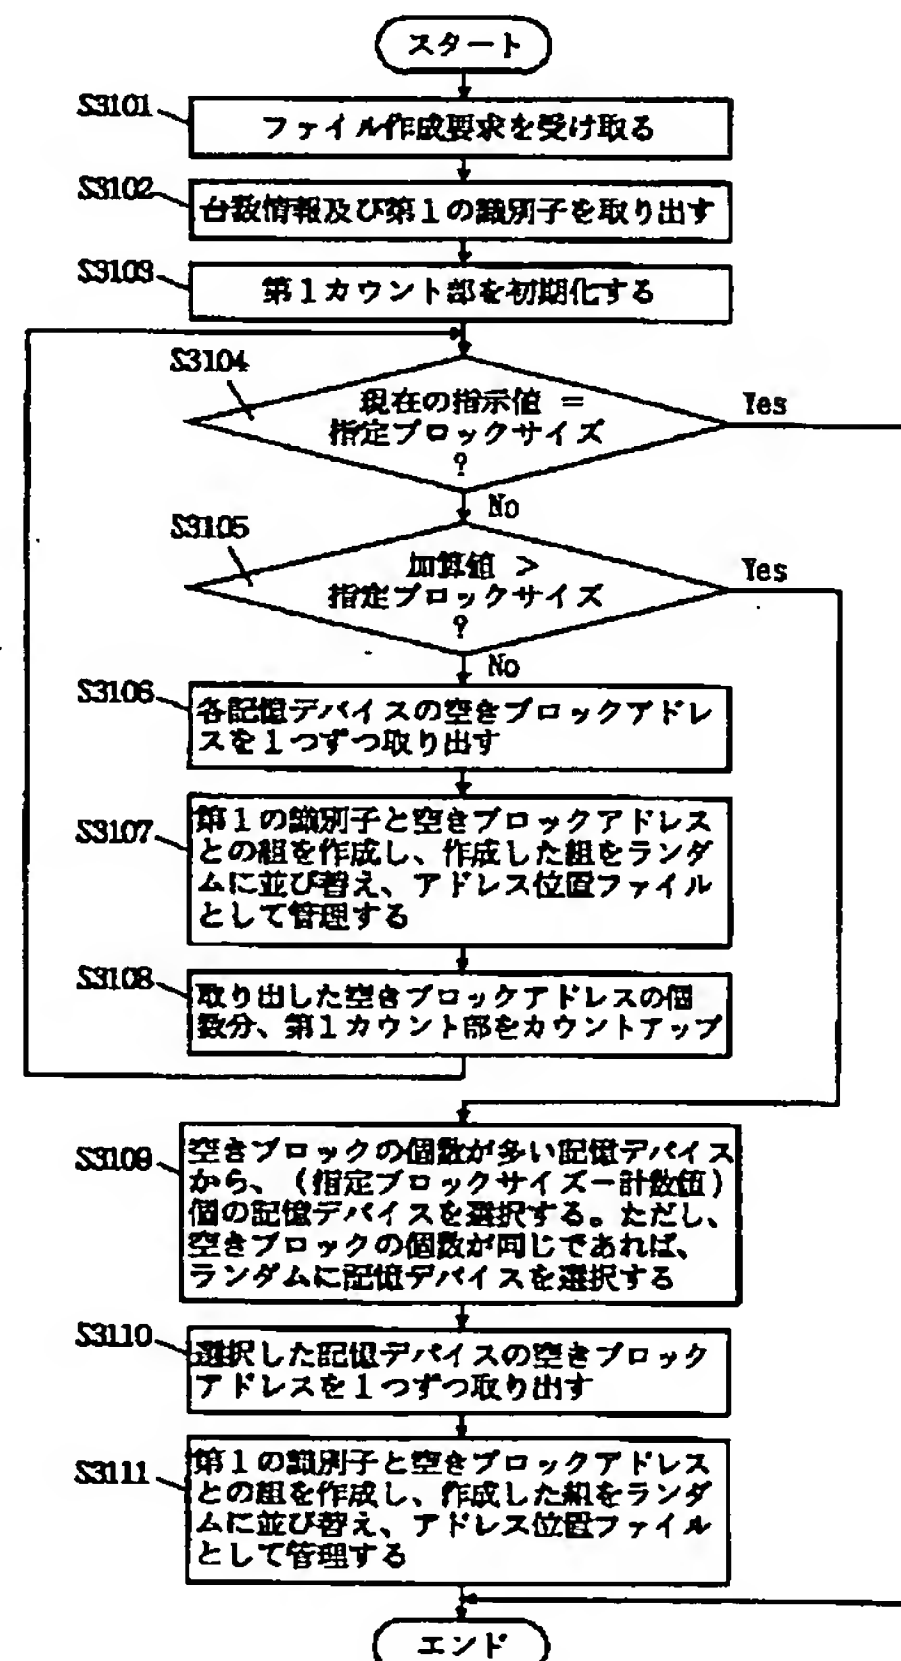 スタート
S3101
ファイル作成要求を受け取る
S3102
台数情報及び第1の識別子を取り出す
S3103
第1カウント部を初期化する
S3104
現在の指示値 =
指定ブロックサイズ
?
Yes
No
S3105
加算値 >
指定ブロックサイズ
?
Yes
No
S3106
各記憶デバイスの空きブロックアドレ
スを1つずつ取り出す
S3107
第1の識別子と空きブロックアドレス
との組を作成し、作成した組をランダ
ムに並び替え、アドレス位置ファイル
として管理する
S3108
取り出した空きブロックアドレスの個
数分、第1カウント部をカウントアップ
S3109
空きブロックの個数が多い記憶デバイス
から、(指定ブロックサイズー計数値)
個の記憶デバイスを選択する。ただし、
空きブロックの個数が同じであれば、
ランダムに記憶デバイスを選択する
S3110
選択した記憶デバイスの空きブロック
アドレスを1つずつ取り出す
S3111
第1の識別子と空きブロックアドレス
との組を作成し、作成した組をランダ
ムに並び替え、アドレス位置ファイル
として管理する
エンド